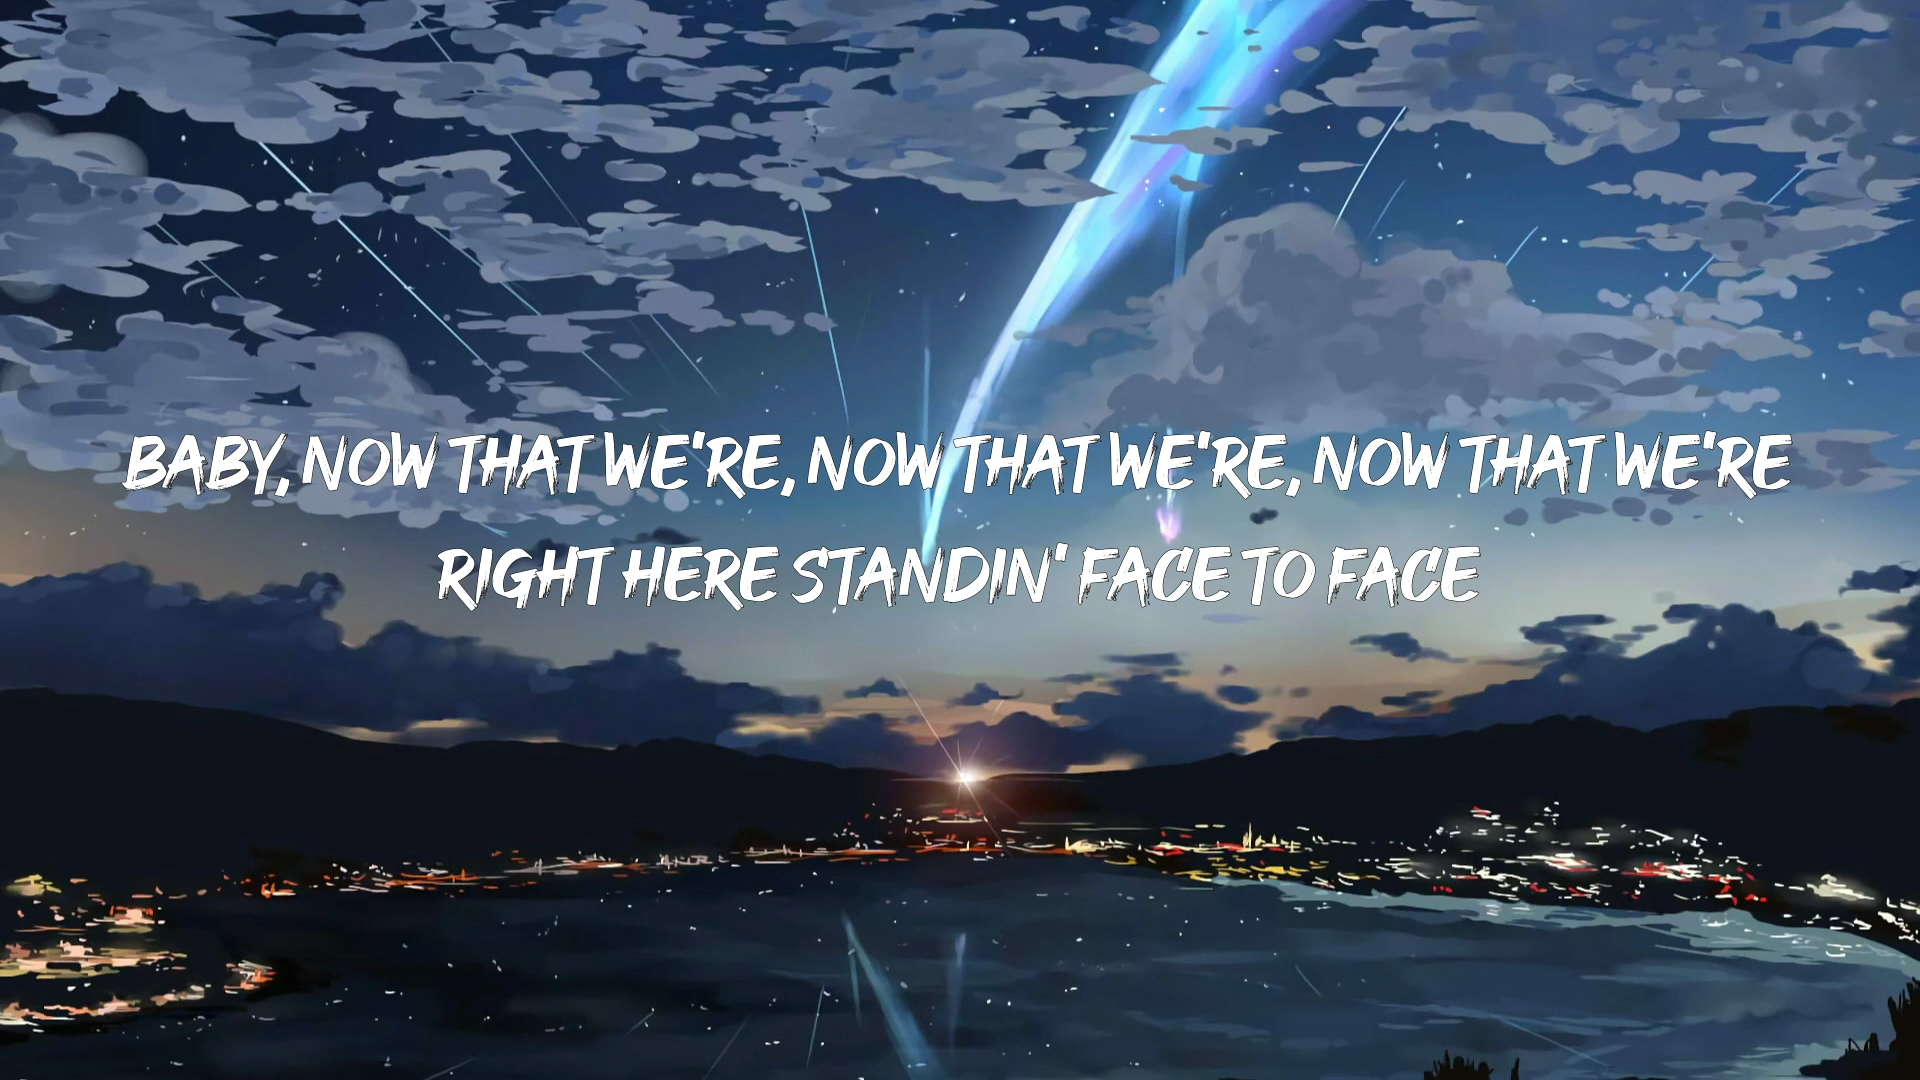 BABY, NOW THAT WE'RE, NOW THAT WE'RE, NOW THAT WE'RE
RIGHT HERE STANDIN' FACE TO FACE